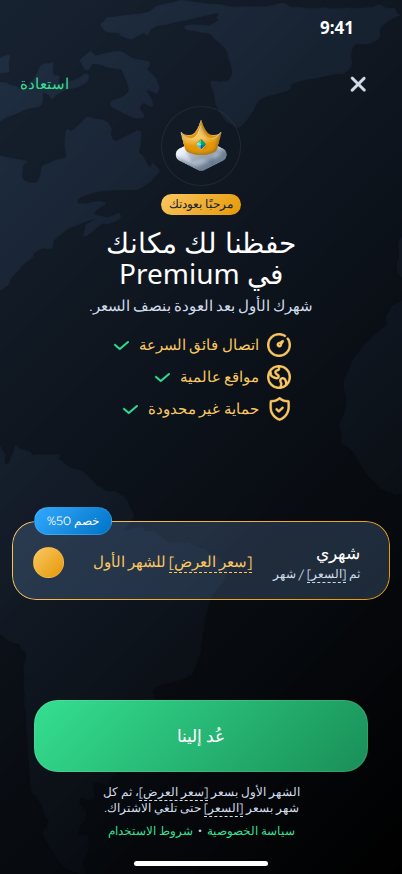 9:41
استعادة
مرحبًا بعودتك
حفظنا لك مكانك
في Premium
شهرك الأول بعد العودة بنصف السعر.
اتصال فائق السرعة
مواقع عالمية
حماية غير محدودة
خصم 50%
شهري
[سعر العرض] للشهر الأول
ثم [السعر] / شهر
عُد إلينا
الشهر الأول بسعر [سعر العرض]، ثم كل
شهر بسعر [السعر] حتى تلغي الاشتراك.
سياسة الخصوصية • شروط الاستخدام